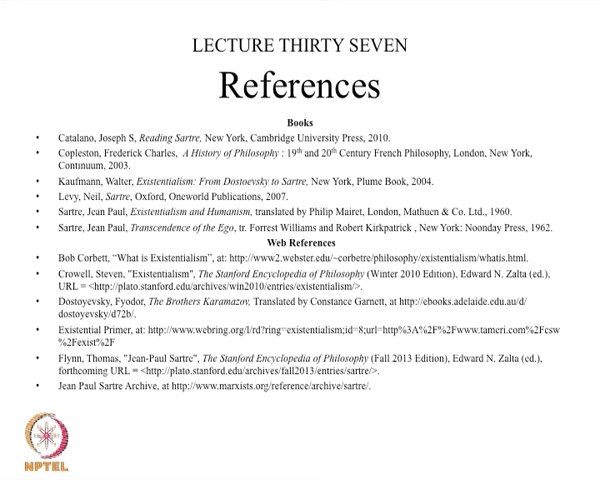 LECTURE THIRTY SEVEN
References
Books
• Catalano, Joseph S, Reading Sartre, New York, Cambridge University Press, 2010.
• Copleston, Frederick Charles, A History of Philosophy : 19th and 20th Century French Philosophy, London, New York,
Continuum, 2003.
• Kaufmann, Walter, Existentialism: From Dostoevsky to Sartre, New York, Plume Book, 2004.
• Levy, Neil, Sartre, Oxford, Oneworld Publications, 2007.
• Sartre, Jean Paul, Existentialism and Humanism, translated by Philip Mairet, London, Mathuen & Co. Ltd., 1960.
• Sartre, Jean Paul, Transcendence of the Ego, tr. Forrest Williams and Robert Kirkpatrick , New York: Noonday Press, 1962.
Web References
• Bob Corbett, “What is Existentialism”, at: http://www2.webster.edu/~corbetre/philosophy/existentialism/whatis.html.
• Crowell, Steven, "Existentialism", The Stanford Encyclopedia of Philosophy (Winter 2010 Edition), Edward N. Zalta (ed.),
URL = <http://plato.stanford.edu/archives/win2010/entries/existentialism/>.
• Dostoyevsky, Fyodor, The Brothers Karamazov, Translated by Constance Garnett, at http://ebooks.adelaide.edu.au/d/
dostoyevsky/d72b/.
• Existential Primer, at: http://www.webring.org/l/rd?ring=existentialism;id=8;url=http%3A%2F%2Fwww.tameri.com%2Fcsw
%2Fexist%2F
• Flynn, Thomas, "Jean-Paul Sartre", The Stanford Encyclopedia of Philosophy (Fall 2013 Edition), Edward N. Zalta (ed.),
forthcoming URL = <http://plato.stanford.edu/archives/fall2013/entries/sartre/>.
• Jean Paul Sartre Archive, at http://www.marxists.org/reference/archive/sartre/.
NPTEL